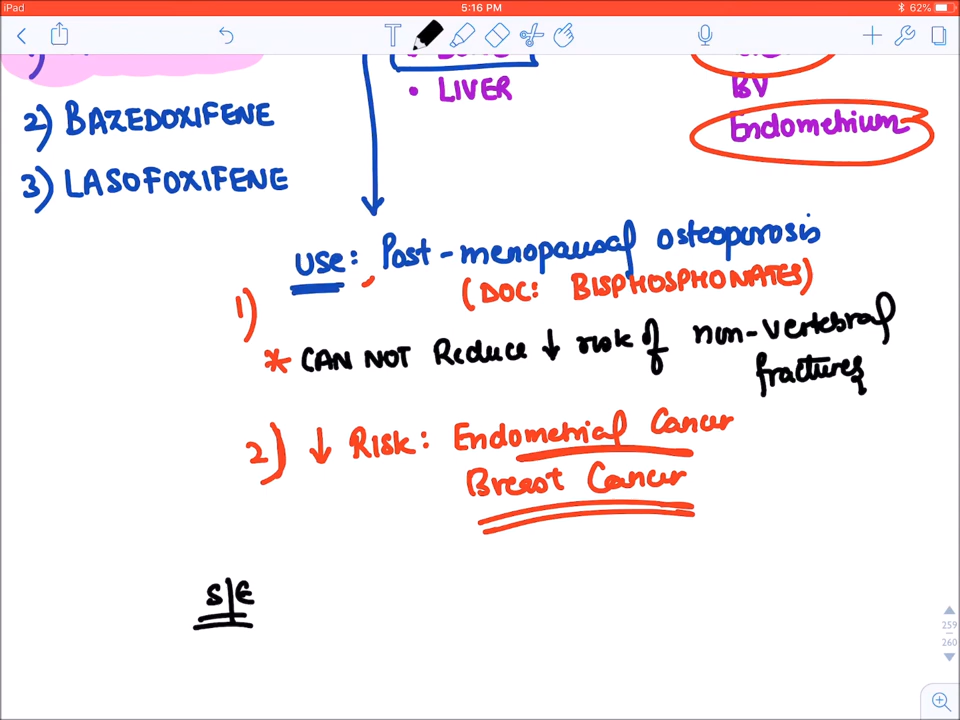 iPad
5:16 PM
62%
T
• LIVER
BV
Endometrium
2) BAZEDOXIFENE
3) LASOFOXIFENE
USE: Post-menopausal osteoporosis
1) (DOC: BISPHOSPHONATES)
* CAN NOT Reduce ↓ risk of non-vertebral
fractures
2) ↓ Risk: Endometrial Cancer
Breast Cancer
S|E
259
260